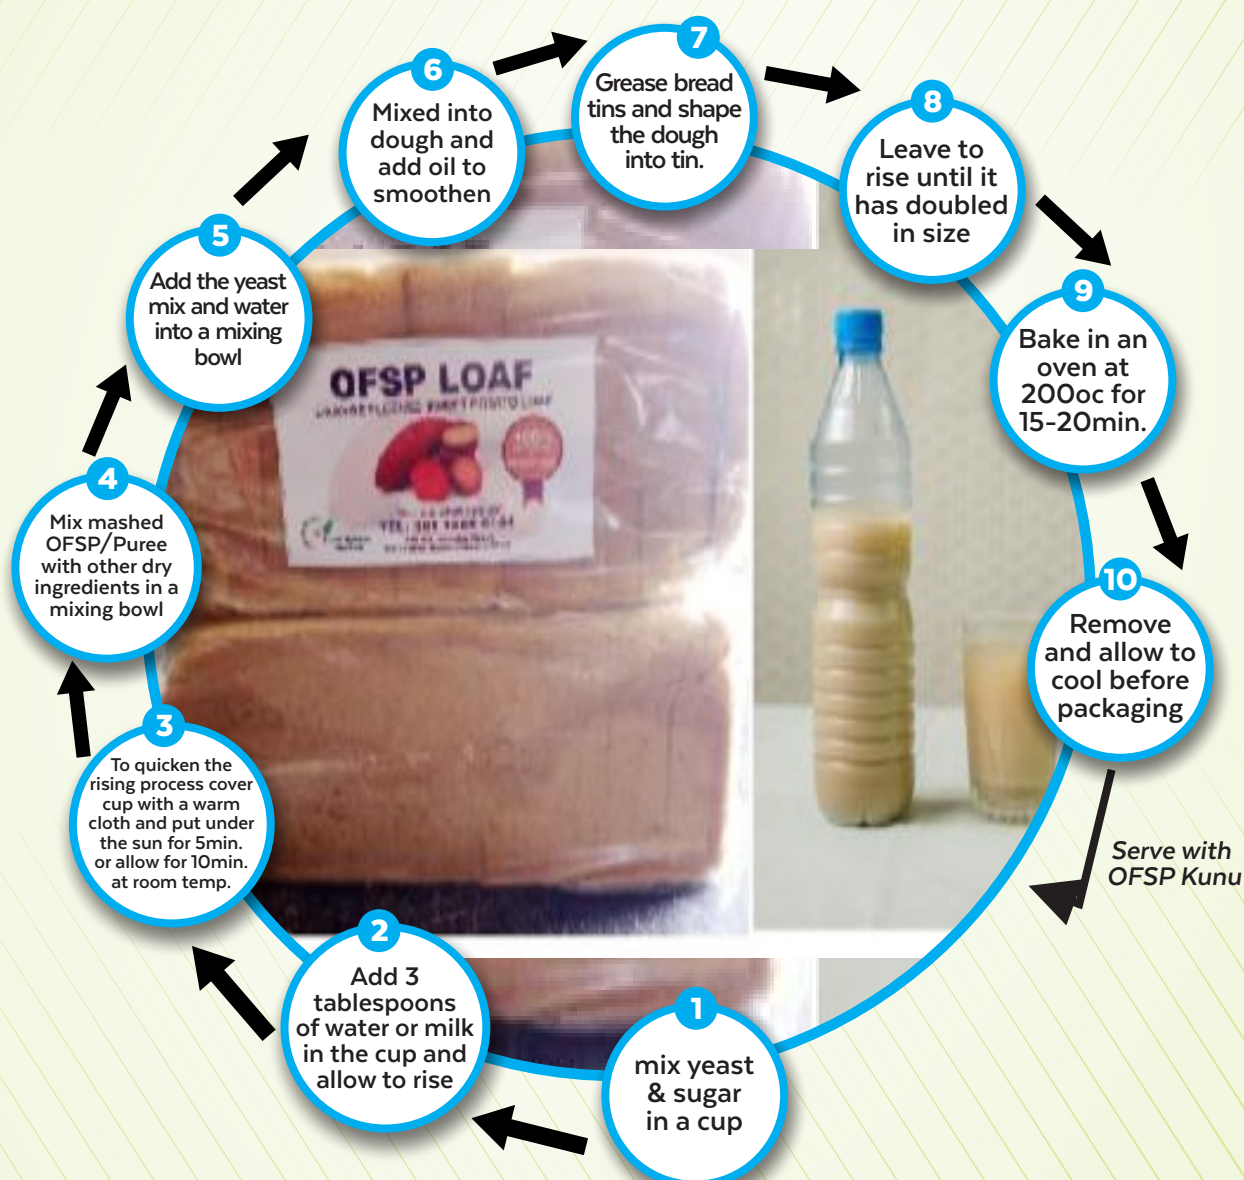 1
mix yeast
& sugar
in a cup
2
Add 3
tablespoons
of water or milk
in the cup and
allow to rise
3
To quicken the
rising process cover
cup with a warm
cloth and put under
the sun for 5min.
or allow for 10min.
at room temp.
4
Mix mashed
OFSP/Puree
with other dry
ingredients in a
mixing bowl
5
Add the yeast
mix and water
into a mixing
bowl
6
Mixed into
dough and
add oil to
smoothen
7
Grease bread
tins and shape
the dough
into tin.
8
Leave to
rise until it
has doubled
in size
9
Bake in an
oven at
200oc for
15-20min.
10
Remove
and allow to
cool before
packaging
Serve with
OFSP Kunu
OFSP LOAF